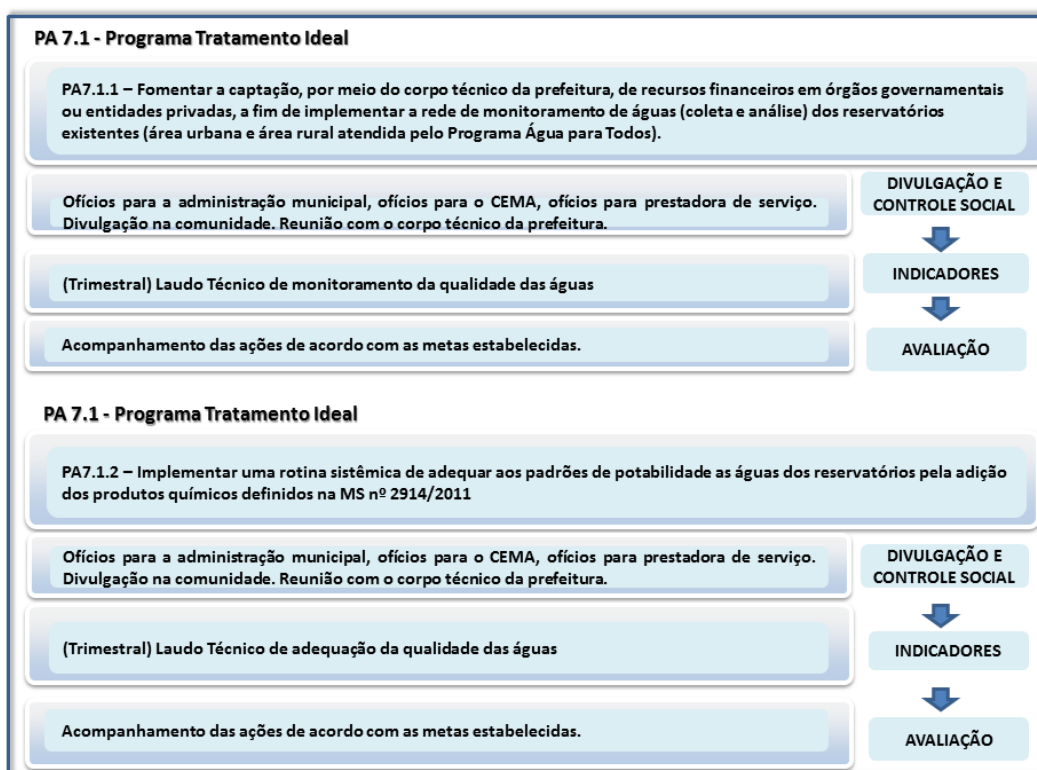 PA 7.1 - Programa Tratamento Ideal
PA7.1.1 – Fomentar a captação, por meio do corpo técnico da prefeitura, de recursos financeiros em órgãos governamentais
ou entidades privadas, a fim de implementar a rede de monitoramento de águas (coleta e análise) dos reservatórios
existentes (área urbana e área rural atendida pelo Programa Água para Todos).
Ofícios para a administração municipal, ofícios para o CEMA, ofícios para prestadora de serviço.
Divulgação na comunidade. Reunião com o corpo técnico da prefeitura.
DIVULGAÇÃO E
CONTROLE SOCIAL
(Trimestral) Laudo Técnico de monitoramento da qualidade das águas
INDICADORES
Acompanhamento das ações de acordo com as metas estabelecidas.
AVALIAÇÃO
PA 7.1 - Programa Tratamento Ideal
PA7.1.2 – Implementar uma rotina sistêmica de adequar aos padrões de potabilidade as águas dos reservatórios pela adição
dos produtos químicos definidos na MS nº 2914/2011
Ofícios para a administração municipal, ofícios para o CEMA, ofícios para prestadora de serviço.
Divulgação na comunidade. Reunião com o corpo técnico da prefeitura.
DIVULGAÇÃO E
CONTROLE SOCIAL
(Trimestral) Laudo Técnico de adequação da qualidade das águas
INDICADORES
Acompanhamento das ações de acordo com as metas estabelecidas.
AVALIAÇÃO